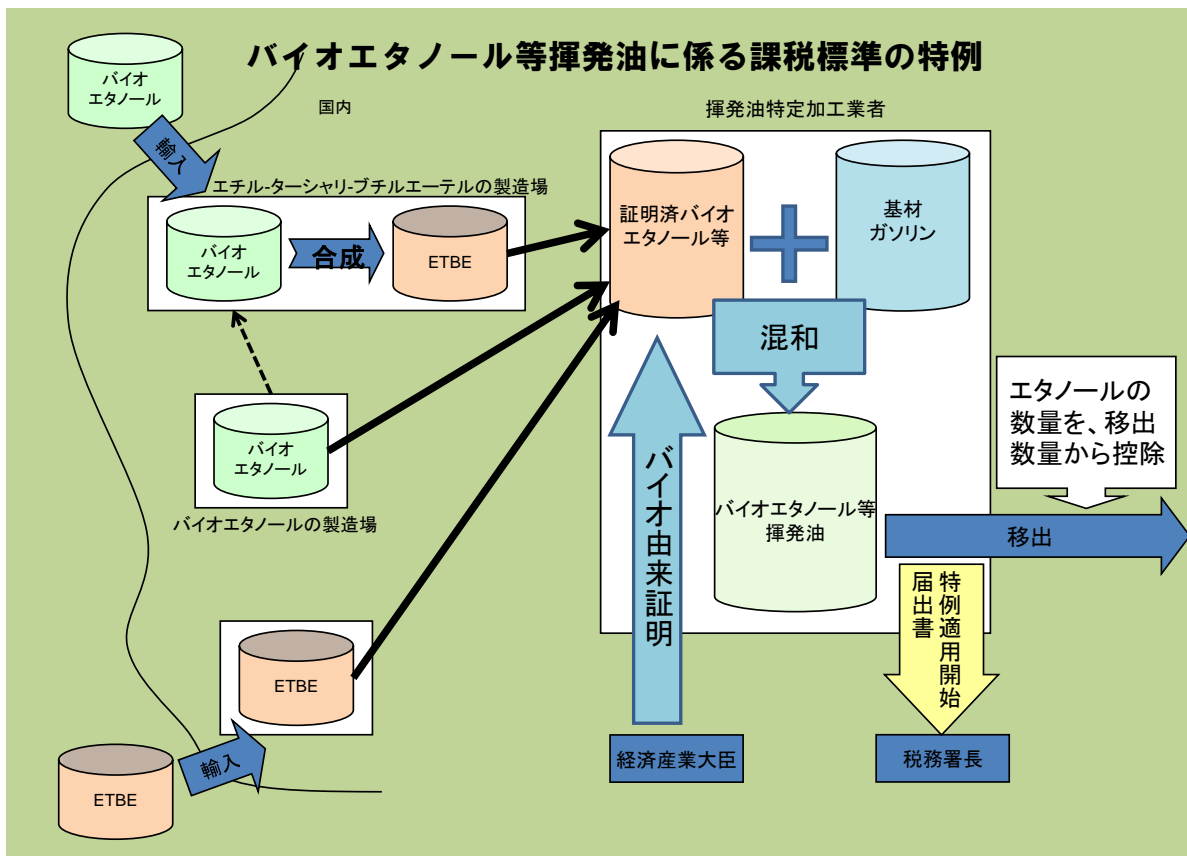 バイオエタノール等揮発油に係る課税標準の特例
バイオ
エタノール
国内
揮発油特定加工業者
輸入
エチル-ターシャリ-ブチルエーテルの製造場
バイオ
エタノール
合成
ETBE
証明済バイオ
エタノール等
基材
ガソリン
混和
バイオ
エタノール
バイオエタノールの製造場
エタノールの
数量を、移出
数量から控除
バイオ由来証明
バイオエタノール等
揮発油
移出
特例適用開始
届出書
ETBE
輸入
ETBE
経済産業大臣
税務署長